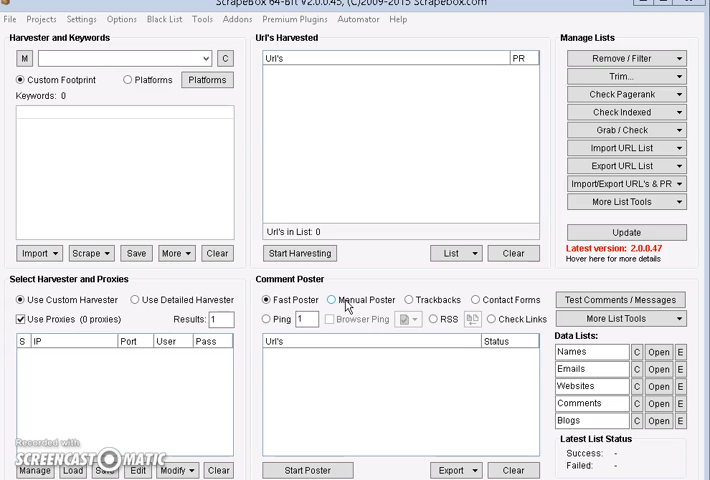 ScrapeBox 64-Bit V2.0.0.45, (C)2009-2015 Scrapebox.com
File Projects Settings Options Black List Tools Addons Premium Plugins Automator Help
Harvester and Keywords
M C
Custom Footprint Platforms Platforms
Keywords: 0
Import Scrape Save More Clear
Url's Harvested
Url's PR
Url's in List: 0
Start Harvesting List Clear
Manage Lists
Remove / Filter
Trim...
Check Pagerank
Check Indexed
Grab / Check
Import URL List
Export URL List
Import/Export URL's & PR
More List Tools
Update
Latest version: 2.0.0.47
Hover here for more details
Select Harvester and Proxies
Use Custom Harvester Use Detailed Harvester
Use Proxies (0 proxies) Results: 1
S IP Port User Pass
Recorded with
SCREENCAST MATIC
Manage Load Save Edit Modify Clear
Comment Poster
Fast Poster Manual Poster Trackbacks Contact Forms
Ping 1 Browser Ping RSS Check Links
Url's Status
Start Poster Export Clear
Test Comments / Messages
More List Tools
Data Lists:
Names C Open E
Emails C Open E
Websites C Open E
Comments C Open E
Blogs C Open E
Latest List Status
Success: -
Failed: -